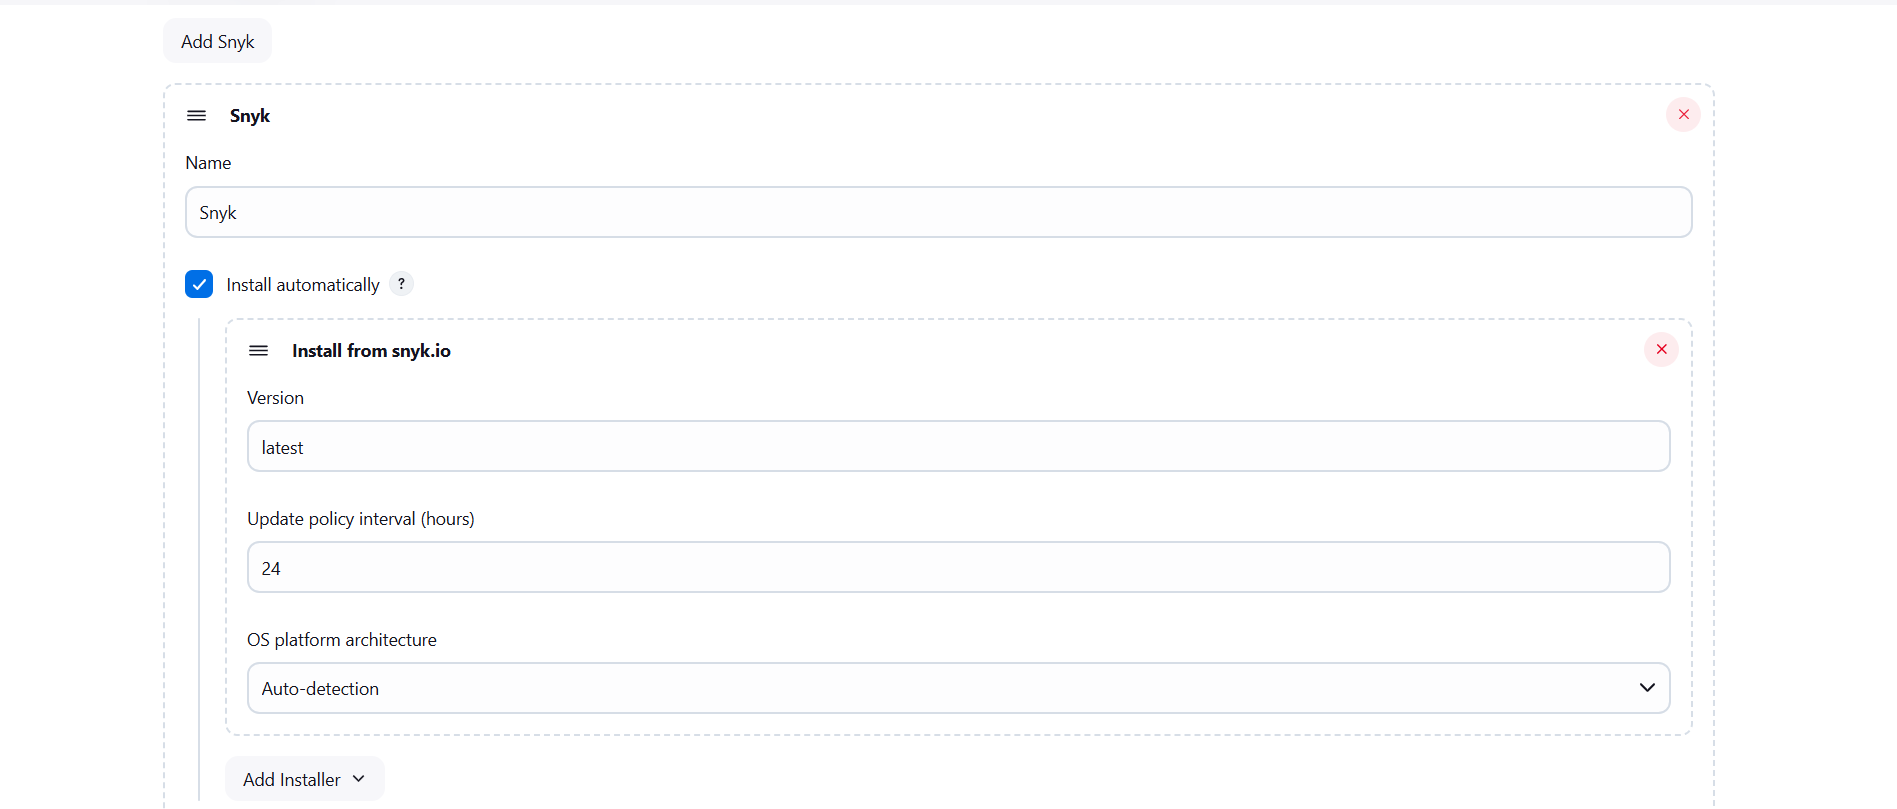 Add Snyk
Snyk
Name
Snyk
Install automatically ?
Install from snyk.io
Version
latest
Update policy interval (hours)
24
OS platform architecture
Auto-detection
Add Installer